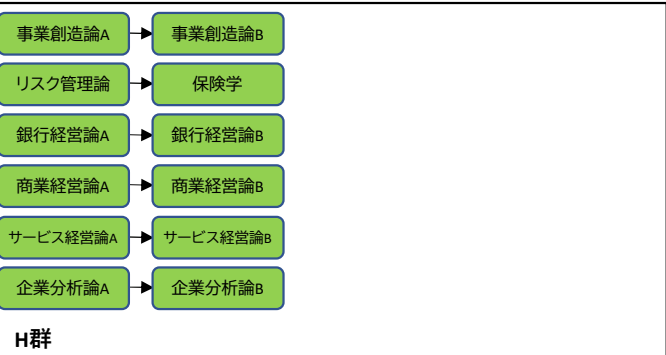 事業創造論A 事業創造論B
リスク管理論 保険学
銀行経営論A 銀行経営論B
商業経営論A 商業経営論B
サービス経営論A サービス経営論B
企業分析論A 企業分析論B
H群